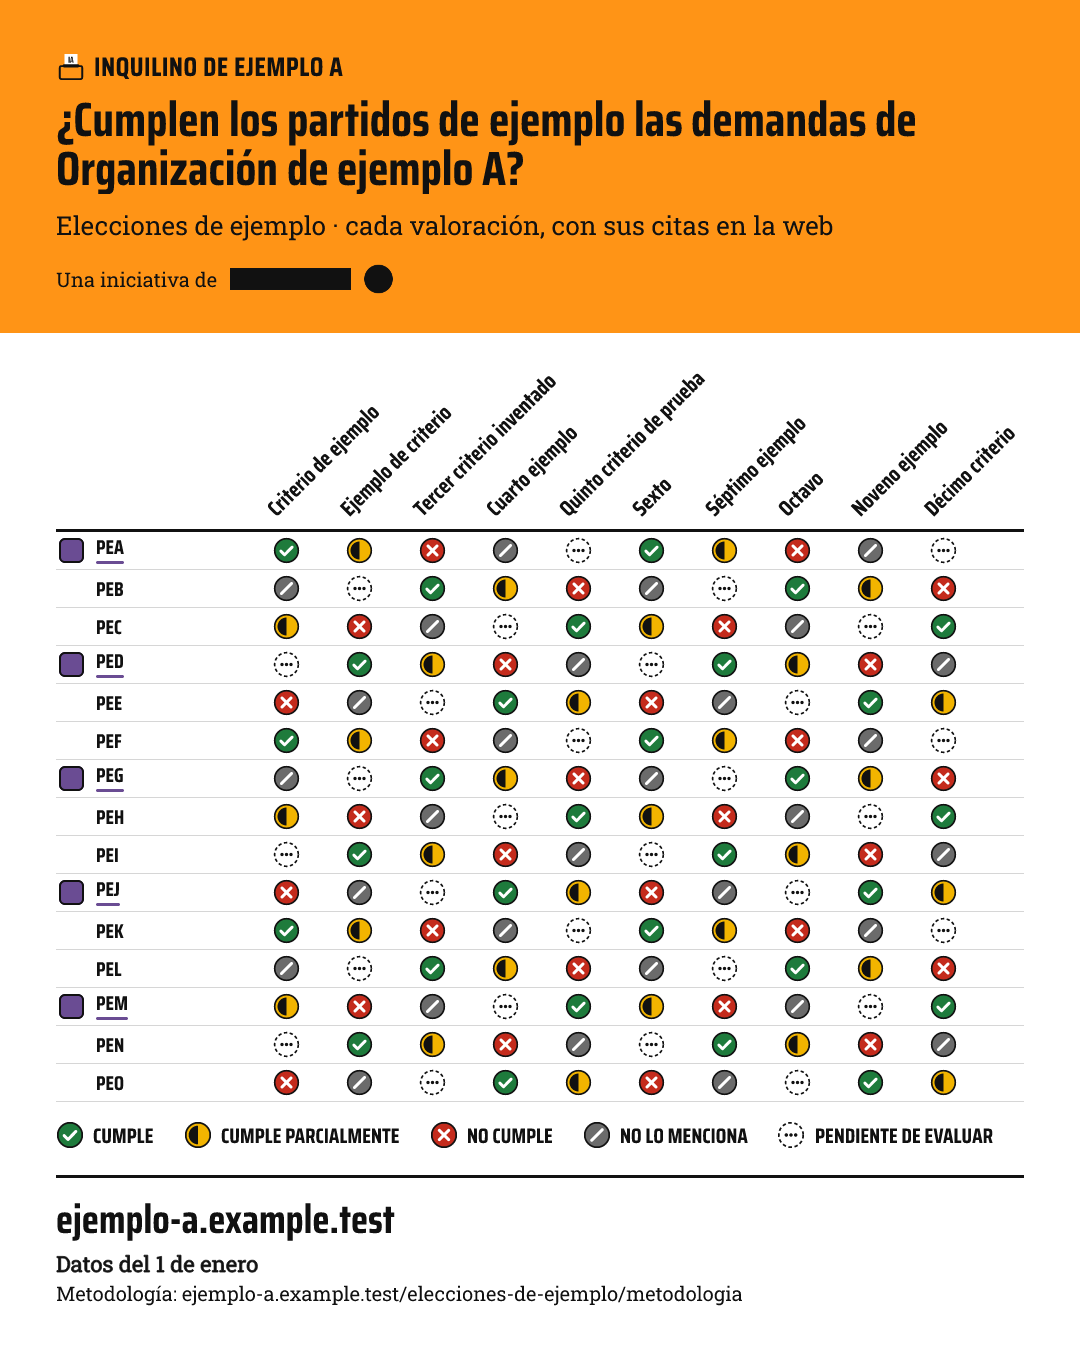 INQUILINO DE EJEMPLO A
¿Cumplen los partidos de ejemplo las demandas de
Organización de ejemplo A?
Elecciones de ejemplo · cada valoración, con sus citas en la web
Una iniciativa de
Criterio de ejemplo
Ejemplo de criterio
Tercer criterio inventado
Cuarto ejemplo
Quinto criterio de prueba
Sexto
Séptimo ejemplo
Octavo
Noveno ejemplo
Décimo criterio
PEA
PEB
PEC
PED
PEE
PEF
PEG
PEH
PEI
PEJ
PEK
PEL
PEM
PEN
PEO
CUMPLE CUMPLE PARCIALMENTE NO CUMPLE NO LO MENCIONA PENDIENTE DE EVALUAR
ejemplo-a.example.test
Datos del 1 de enero
Metodología: ejemplo-a.example.test/elecciones-de-ejemplo/metodologia